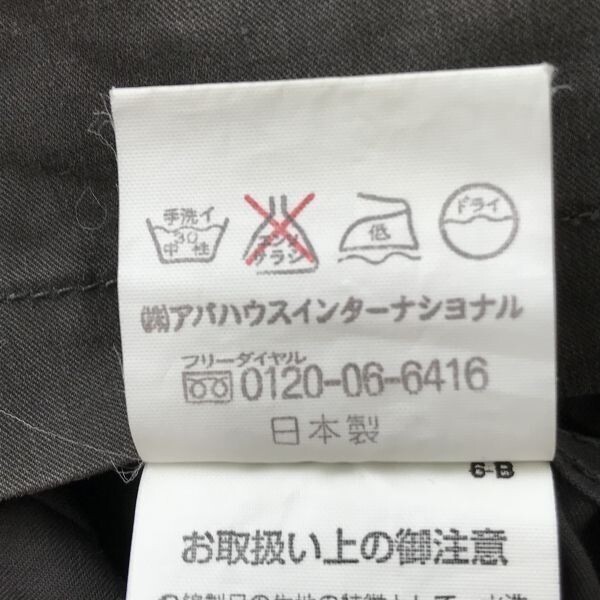 手洗イ
30
中 性
エンソ
サラシ
低
ドライ
㈱アバハウスインターナショナル
フリーダイヤル
0120-06-6416
日本製
6-B
お取扱い上の御注意